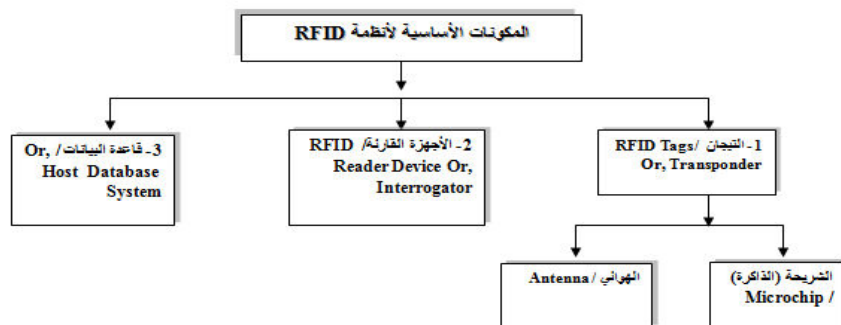 المكونات الأساسية لأنظمة RFID
1- التيجان /RFID Tags
Or, Transponder
2- الأجهزة القارئة/ RFID
Reader Device Or,
Interrogator
3- قاعدة البيانات/ Or,
Host Database
System
الشريحة (الذاكرة)
Microchip /
الهوائي / Antenna